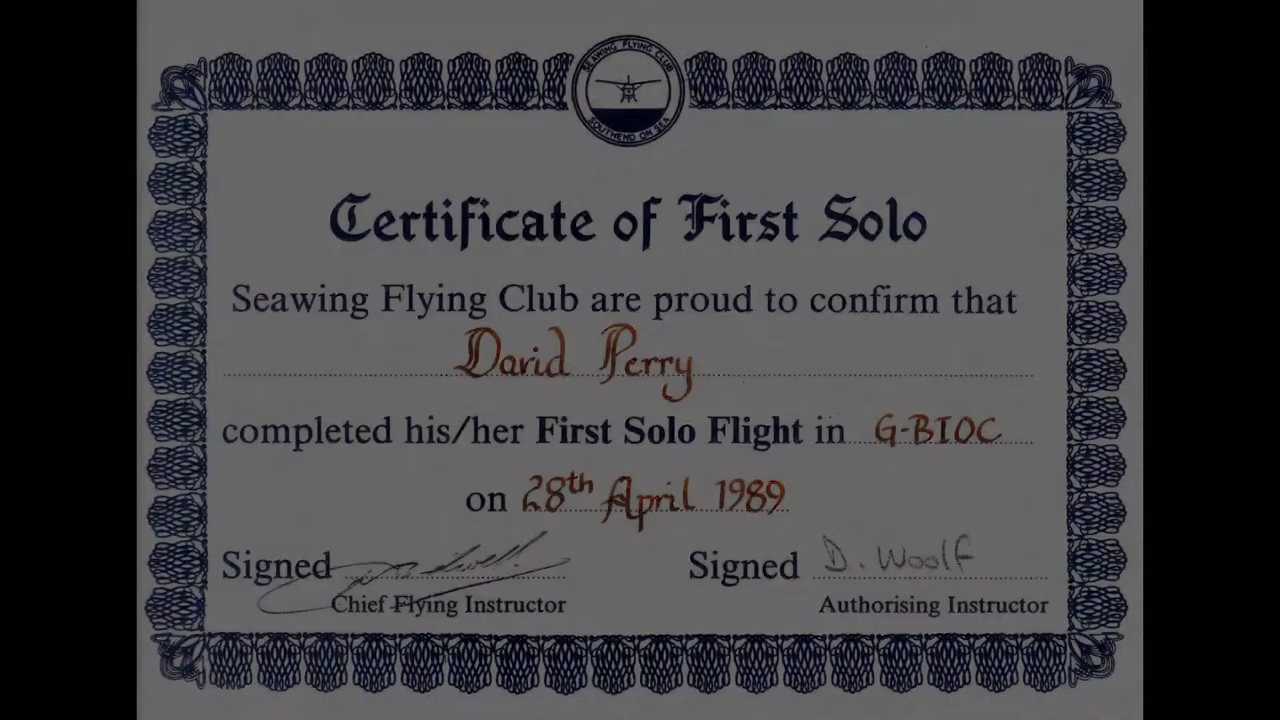 SEAWING FLYING CLUB
SOUTHEND ON SEA
Certificate of First Solo
Seawing Flying Club are proud to confirm that
David Perry
completed his/her First Solo Flight in G-BIOC
on 28th April 1989
Signed
Chief Flying Instructor
Signed D. Woolf
Authorising Instructor